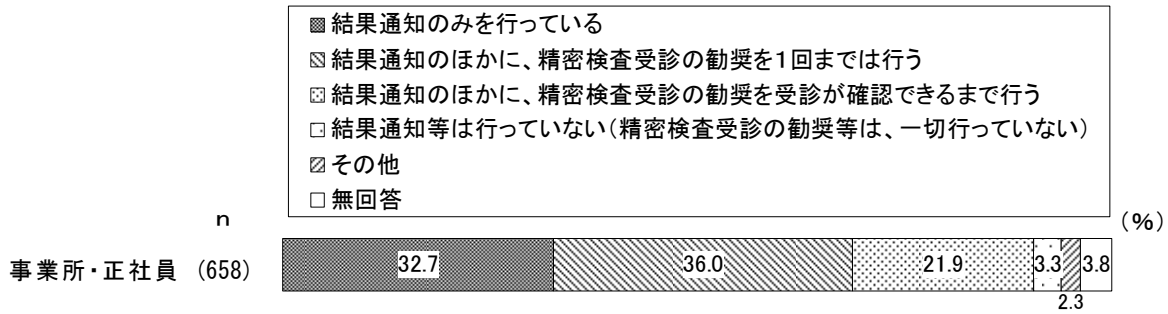 結果通知のみを行っている
結果通知のほかに、精密検査受診の勧奨を1回までは行う
結果通知のほかに、精密検査受診の勧奨を受診が確認できるまで行う
結果通知等は行っていない(精密検査受診の勧奨等は、一切行っていない)
その他
無回答
n
(%)
事業所・正社員 (658) 32.7 36.0 21.9 3.3 3.8
2.3